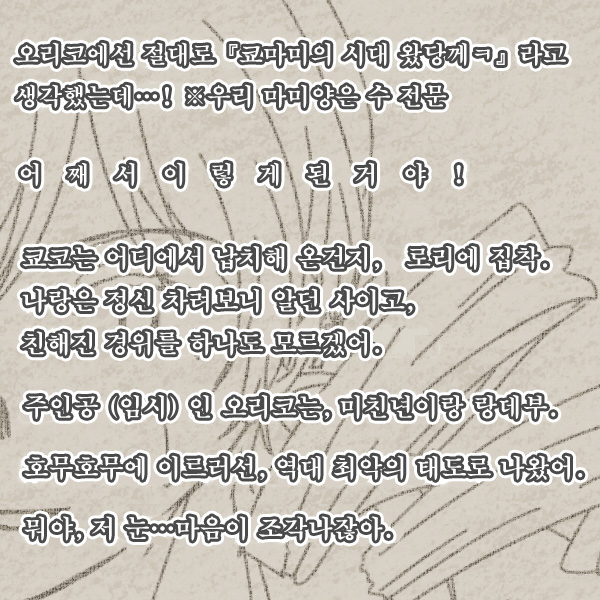 오리코에선 절대로 『쿄마미의 시대 왔당께ㅋ』 라고
생각했는데…! ※우리 마미양은 수 전문
어 째 서 이 렇 게 된 거 야 !
쿄코는 어디에서 납치해 온건지, 로리에 집착.
나랑은 정신 차려보니 알던 사이고,
친해진 경위를 하나도 모르겠어.
주인공 (임시) 인 오리코는, 미친년이랑 랑데부.
호무호무에 이르러선, 역대 최악의 태도로 나왔어.
뭐야, 저 눈…마음이 조각나잖아.